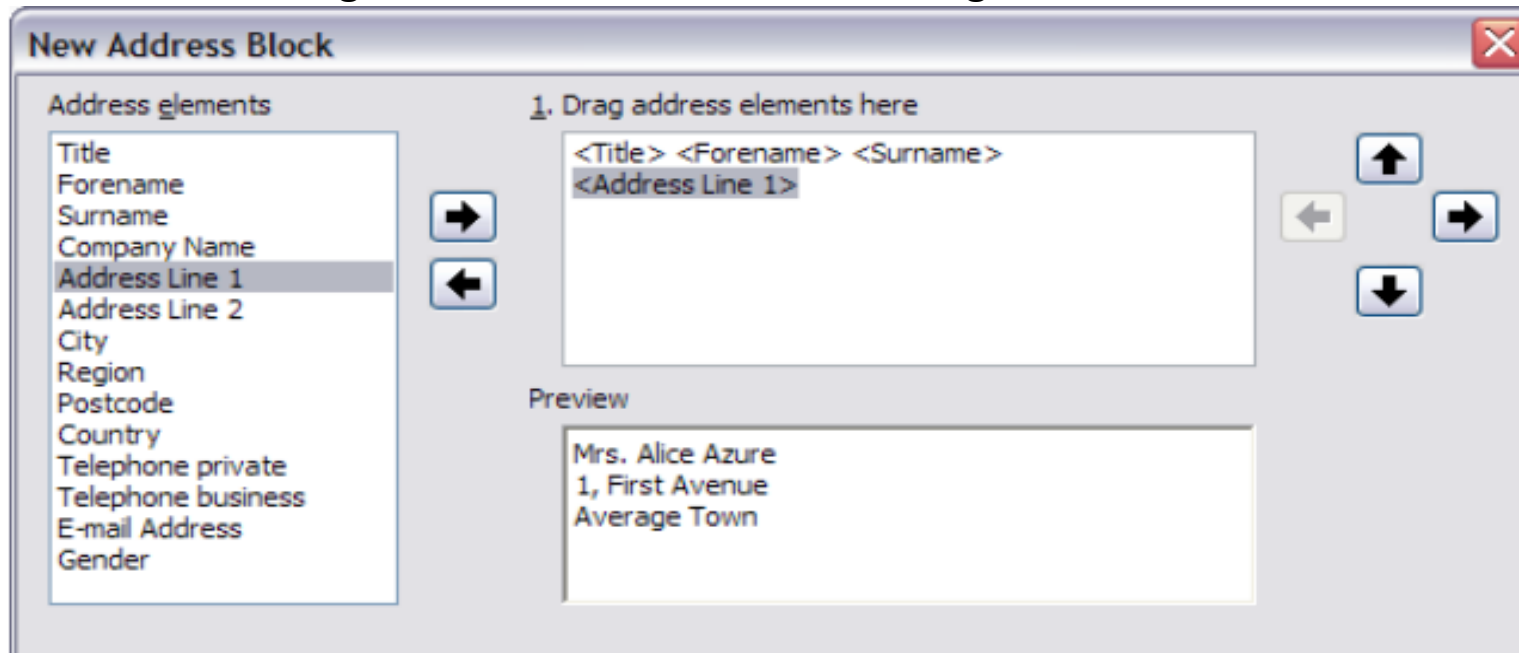 New Address Block
Address elements
Title
Forename
Surname
Company Name
Address Line 1
Address Line 2
City
Region
Postcode
Country
Telephone private
Telephone business
E-mail Address
Gender
1. Drag address elements here
<Title> <Forename> <Surname>
<Address Line 1>
Preview
Mrs. Alice Azure
1, First Avenue
Average Town